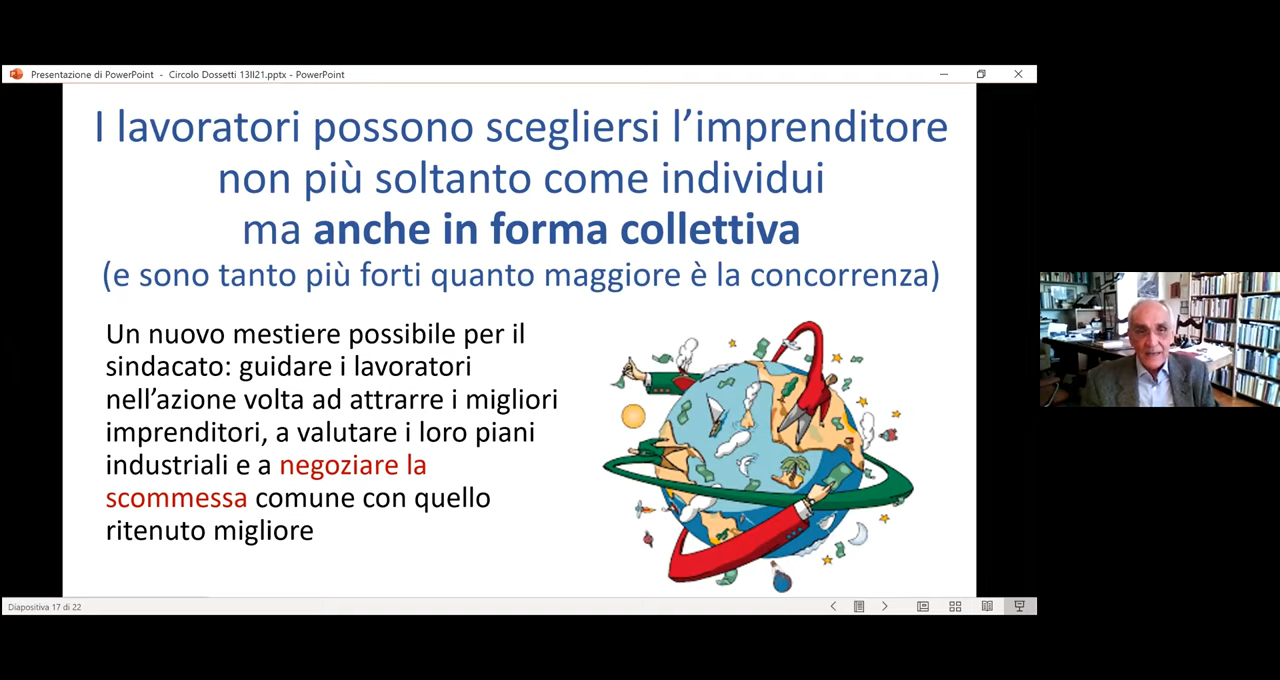 Presentazione di PowerPoint - Circolo Dossetti 13II21.pptx - PowerPoint
I lavoratori possono scegliersi l’imprenditore
non più soltanto come individui
ma anche in forma collettiva
(e sono tanto più forti quanto maggiore è la concorrenza)
Un nuovo mestiere possibile per il
sindacato: guidare i lavoratori
nell’azione volta ad attrarre i migliori
imprenditori, a valutare i loro piani
industriali e a negoziare la
scommessa comune con quello
ritenuto migliore
Diapositiva 17 di 22